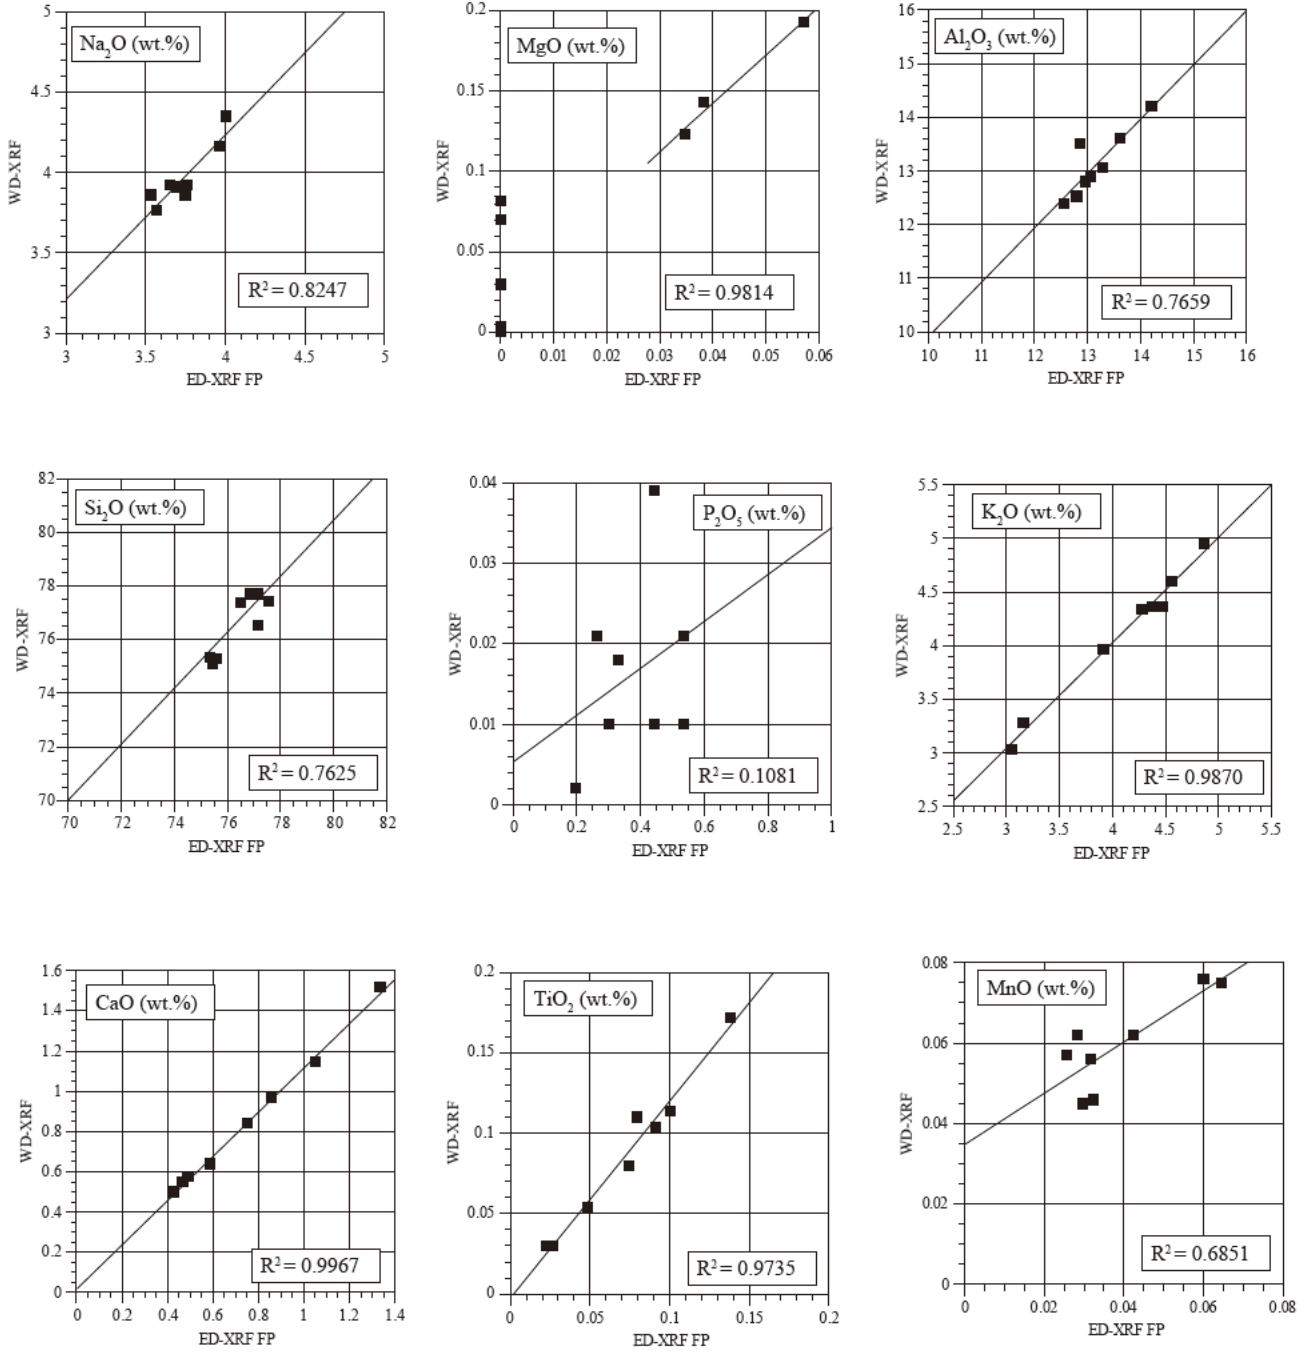 Na₂O (wt.%)
5
4.5
4
3.5
3
WD-XRF
R² = 0.8247
3 3.5 4 4.5 5
ED-XRF FP
MgO (wt.%)
0.2
0.15
0.1
0.05
0
WD-XRF
R² = 0.9814
0 0.01 0.02 0.03 0.04 0.05 0.06
ED-XRF FP
Al₂O₃ (wt.%)
16
15
14
13
12
11
10
WD-XRF
R² = 0.7659
10 11 12 13 14 15 16
ED-XRF FP
Si₂O (wt.%)
82
80
78
76
74
72
70
WD-XRF
R² = 0.7625
70 72 74 76 78 80 82
ED-XRF FP
P₂O₅ (wt.%)
0.04
0.03
0.02
0.01
0
WD-XRF
R² = 0.1081
0 0.2 0.4 0.6 0.8 1
ED-XRF FP
K₂O (wt.%)
5.5
5
4.5
4
3.5
3
2.5
WD-XRF
R² = 0.9870
2.5 3 3.5 4 4.5 5 5.5
ED-XRF FP
CaO (wt.%)
1.6
1.4
1.2
1
0.8
0.6
0.4
0.2
0
WD-XRF
R² = 0.9967
0 0.2 0.4 0.6 0.8 1 1.2 1.4
ED-XRF FP
TiO₂ (wt.%)
0.2
0.15
0.1
0.05
0
WD-XRF
R² = 0.9735
0 0.05 0.1 0.15 0.2
ED-XRF FP
MnO (wt.%)
0.08
0.06
0.04
0.02
0
WD-XRF
R² = 0.6851
0 0.02 0.04 0.06 0.08
ED-XRF FP